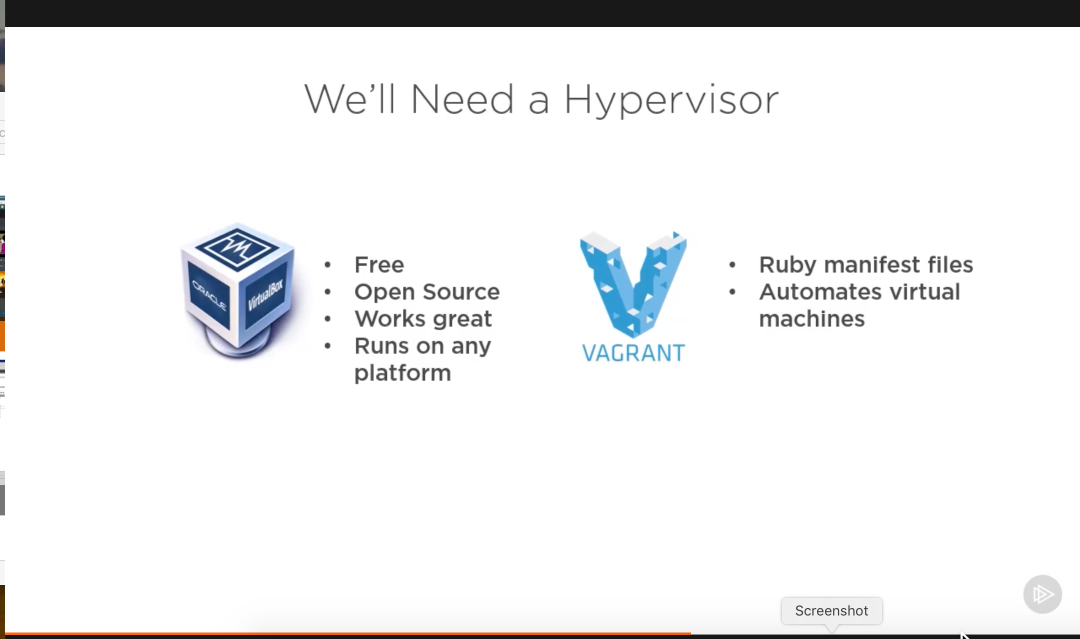 We'll Need a Hypervisor
ORACLE
VirtualBox
• Free
• Open Source
• Works great
• Runs on any
platform
VAGRANT
• Ruby manifest files
• Automates virtual
machines
Screenshot